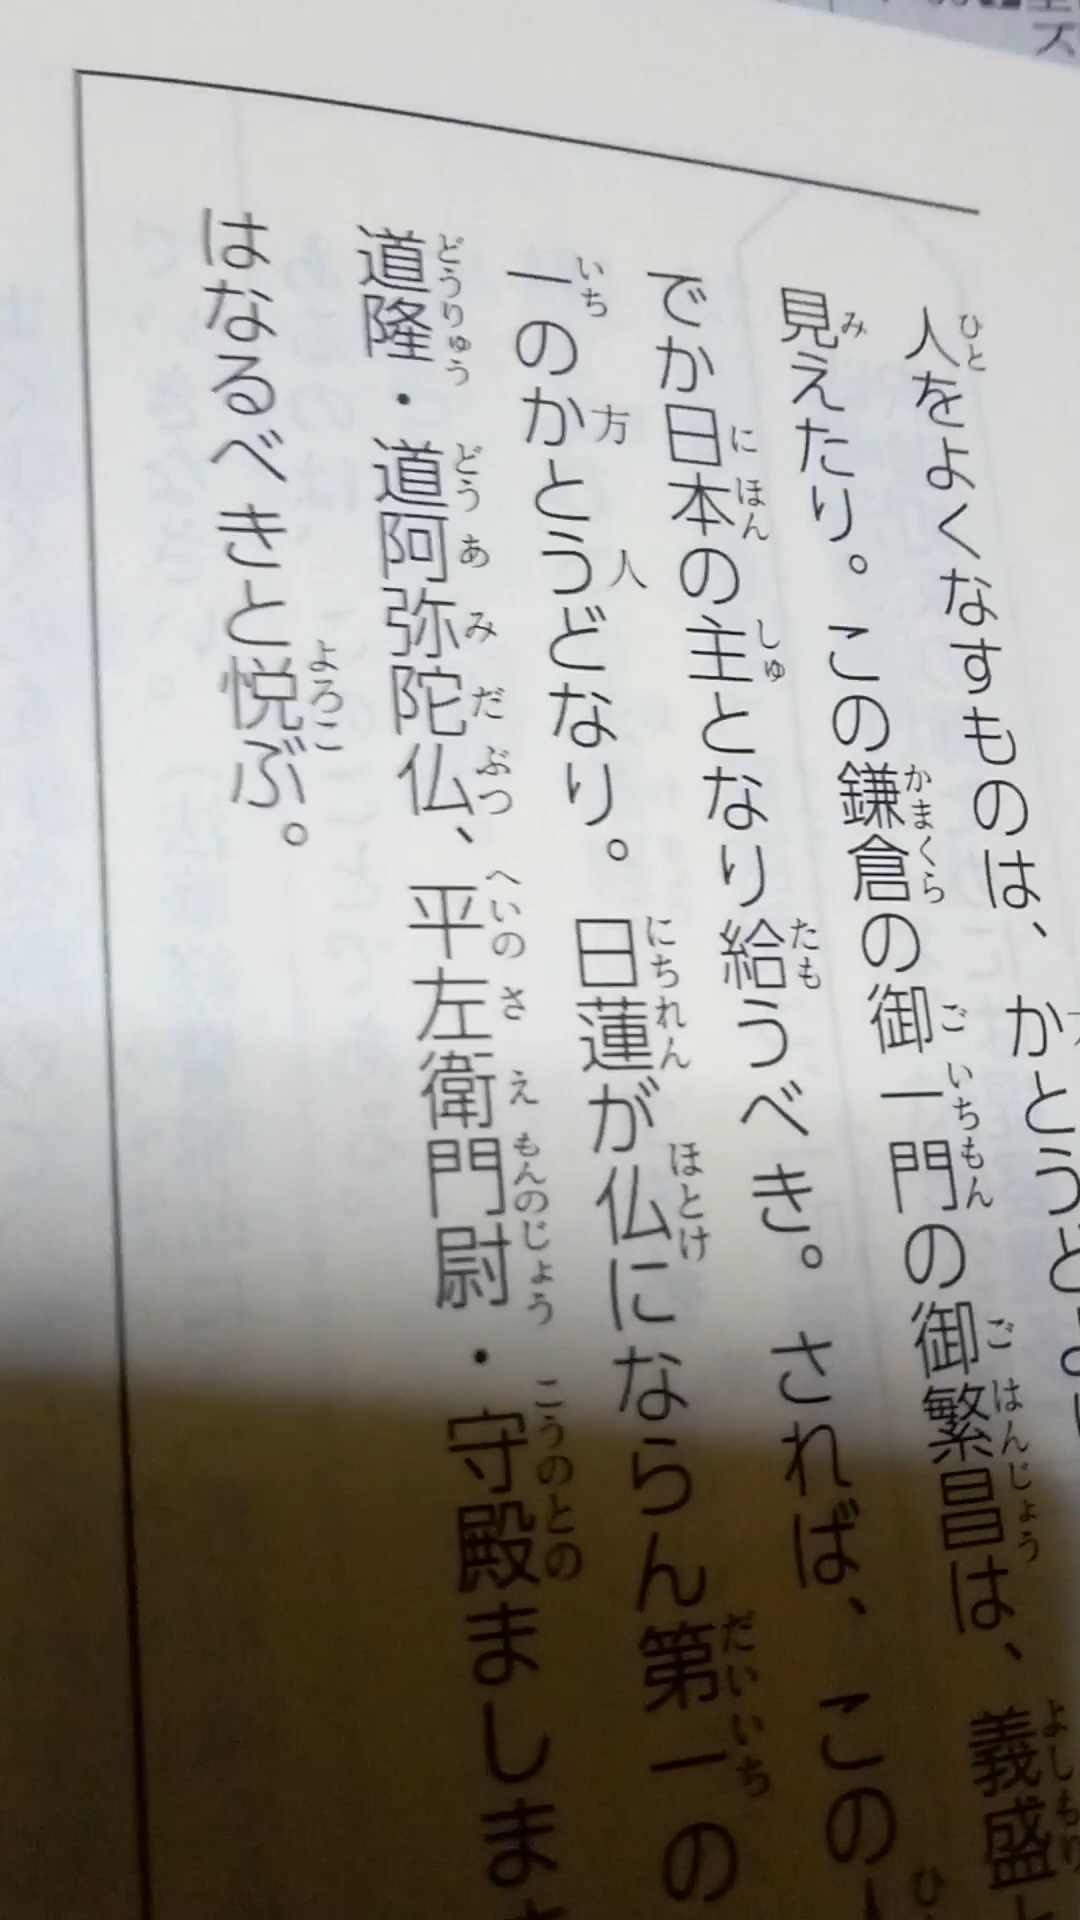 人をよくなすものは、かとうど
見えたり。この鎌倉の御一門の御繁昌は、義盛
でか日本の主となり給うべき。されば、この
一のかとうどなり。日蓮が仏にならん第一の
道隆・道阿弥陀仏、平左衛門尉・守殿ましまさ
はなるべきと悦ぶ。